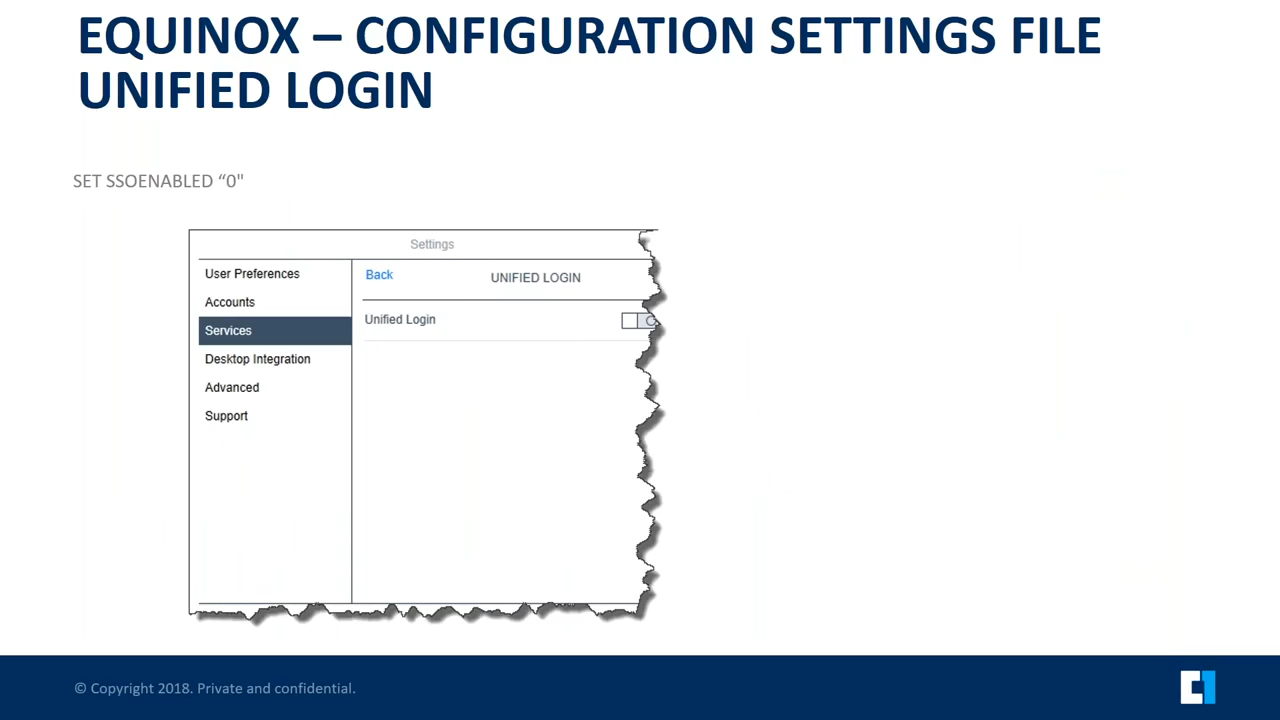 EQUINOX – CONFIGURATION SETTINGS FILE
UNIFIED LOGIN
SET SSOENABLED “0"
Settings
User Preferences
Accounts
Services
Desktop Integration
Advanced
Support
Back
UNIFIED LOGIN
Unified Login
© Copyright 2018. Private and confidential.